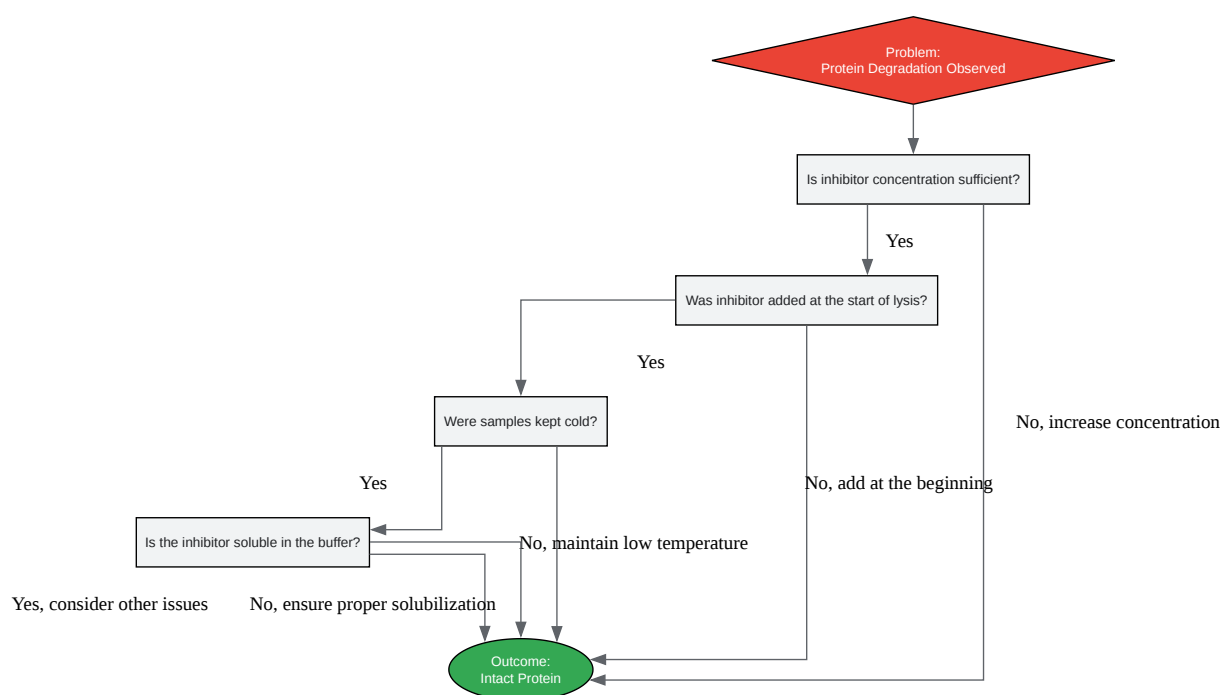 Problem:
Protein Degradation Observed
Is inhibitor concentration sufficient?
Yes
Was inhibitor added at the start of lysis?
Yes
Were samples kept cold?
No, increase concentration
Yes
No, add at the beginning
Is the inhibitor soluble in the buffer?
No, maintain low temperature
Yes, consider other issues
No, ensure proper solubilization
Outcome:
Intact Protein